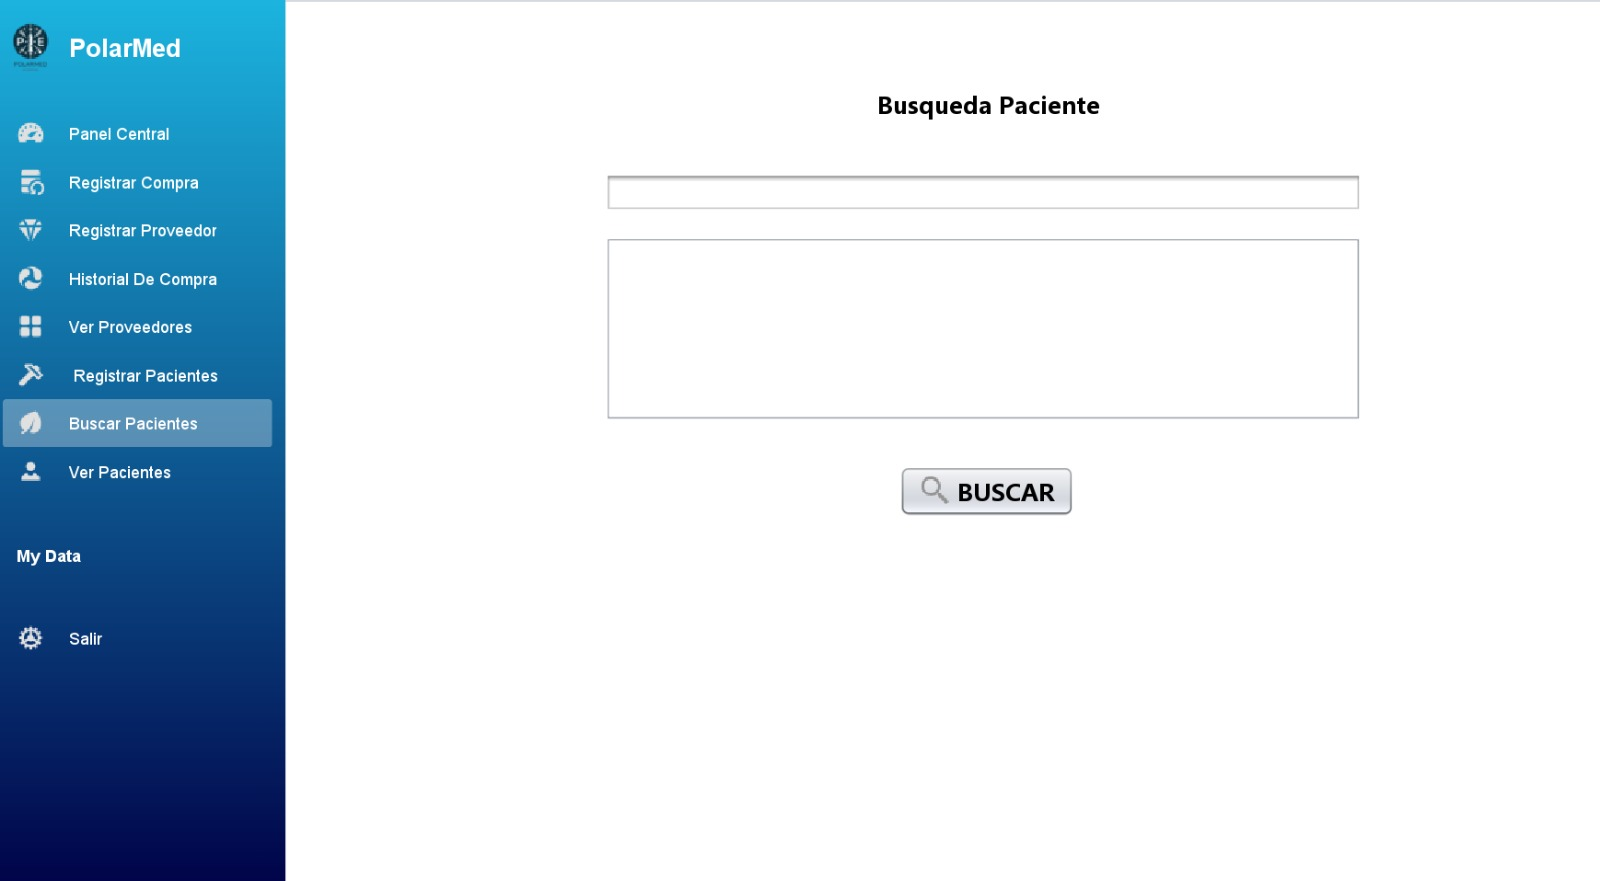 P I E
POLARMED
PolarMed
Panel Central
Registrar Compra
Registrar Proveedor
Historial De Compra
Ver Proveedores
Registrar Pacientes
Buscar Pacientes
Ver Pacientes
My Data
Salir
Busqueda Paciente
BUSCAR